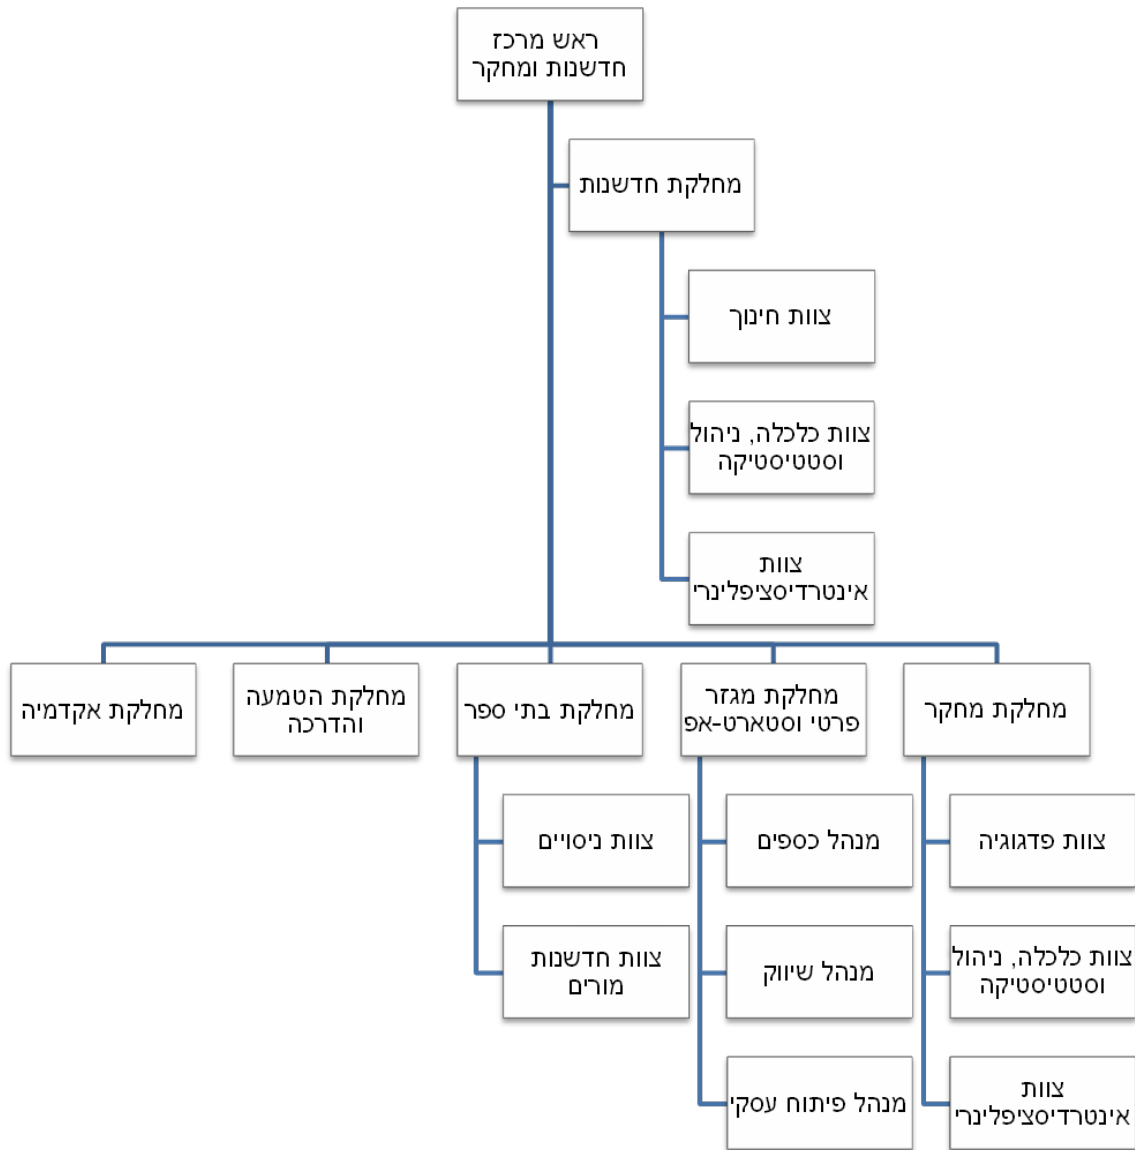 ראש מרכז
חדשנות ומחקר
מחלקת חדשנות
צוות חינוך
צוות כלכלה, ניהול
וסטטיסטיקה
צוות
אינטרדיסציפלינרי
מחלקת מחקר
צוות פדגוגיה
צוות כלכלה, ניהול
וסטטיסטיקה
צוות
אינטרדיסציפלינרי
מחלקת מגזר
פרטי וסטארט-אפ
מנהל כספים
מנהל שיווק
מנהל פיתוח עסקי
מחלקת בתי ספר
צוות ניסויים
צוות חדשנות
מורים
מחלקת הטמעה
והדרכה
מחלקת אקדמיה